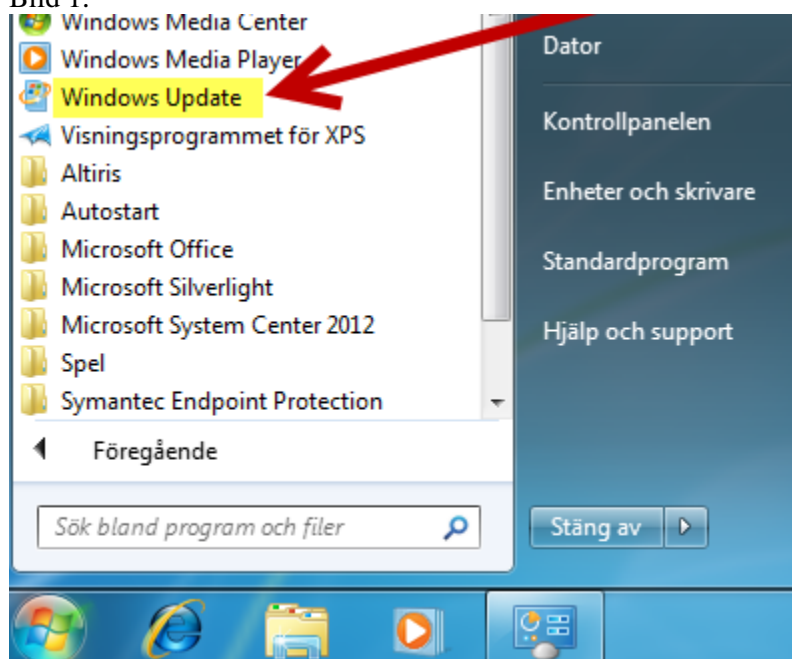 Bild 1.
Windows Media Center
Windows Media Player
Windows Update
Visningsprogrammet för XPS
Altiris
Autostart
Microsoft Office
Microsoft Silverlight
Microsoft System Center 2012
Spel
Symantec Endpoint Protection
Föregående
Sök bland program och filer
Dator
Kontrollpanelen
Enheter och skrivare
Standardprogram
Hjälp och support
Stäng av